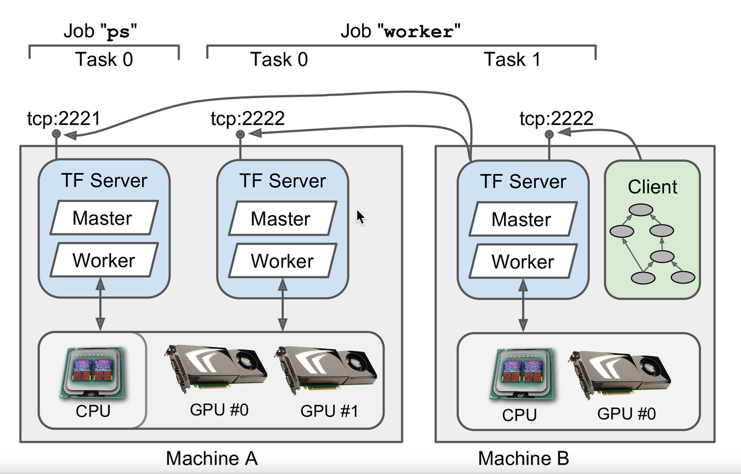 Job "ps"
Job "worker"
Task 0
Task 0
Task 1
tcp:2221
tcp:2222
tcp:2222
TF Server
TF Server
TF Server
Client
Master
Master
Master
Worker
Worker
Worker
CPU
GPU #0
GPU #1
CPU
GPU #0
Machine A
Machine B